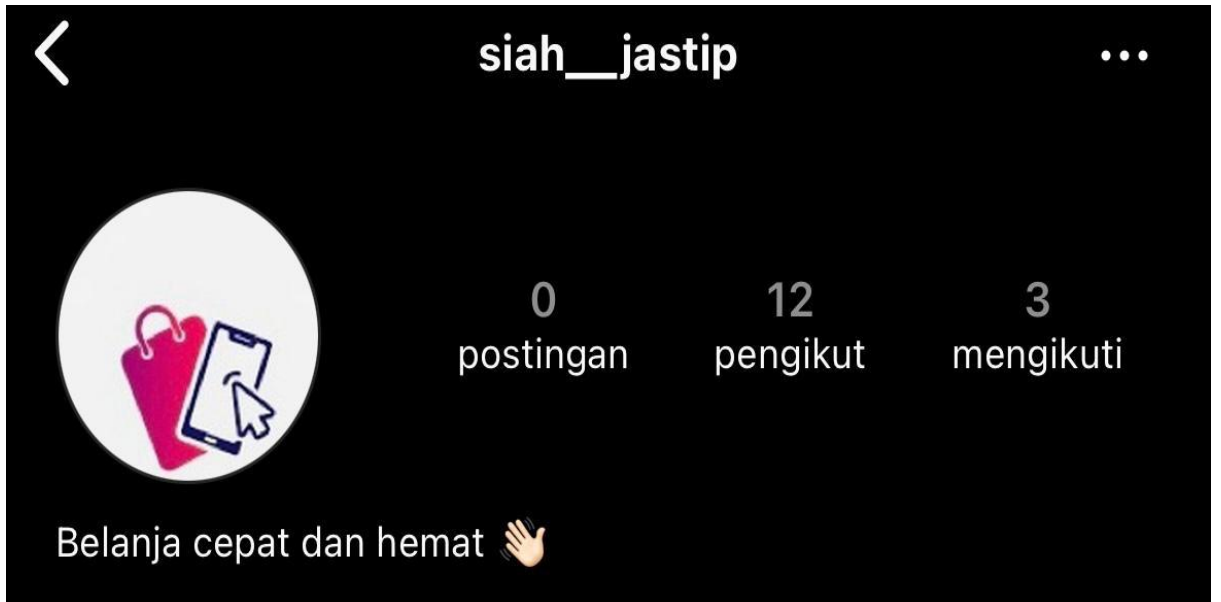 siah__jastip
0 12 3
postingan pengikut mengikuti
Belanja cepat dan hemat 👋🏻